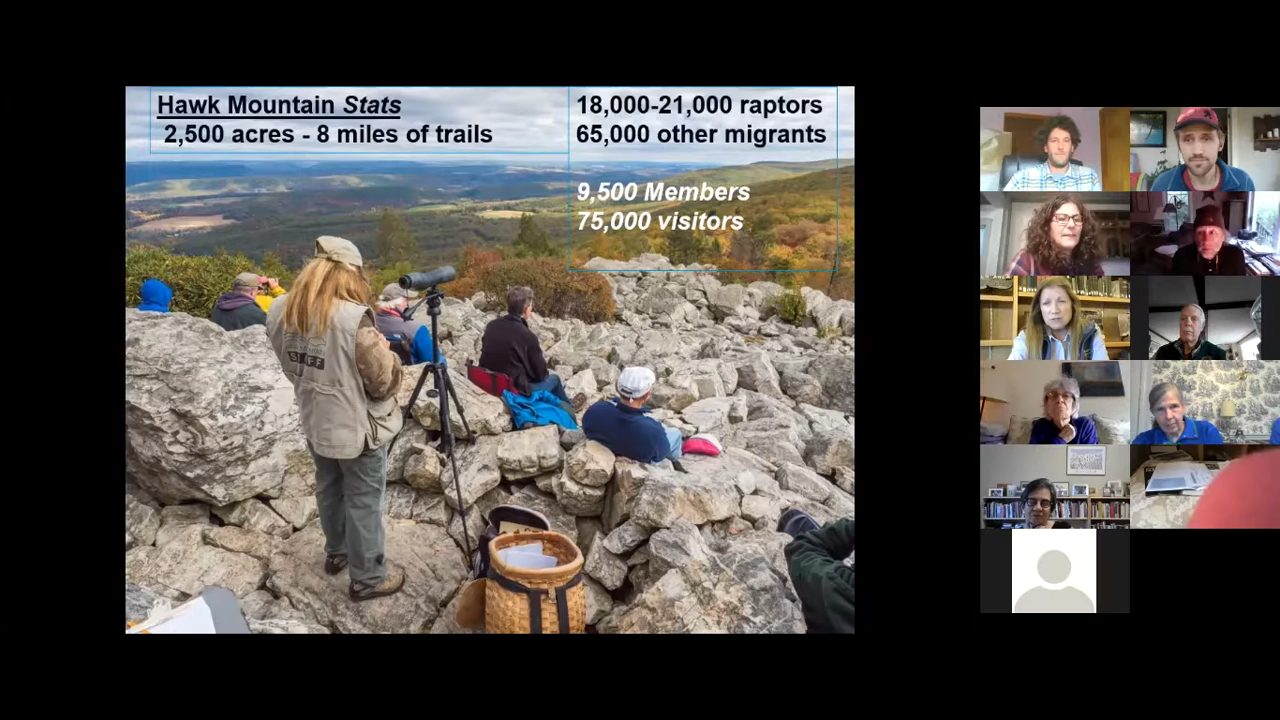 Hawk Mountain Stats
2,500 acres - 8 miles of trails
18,000-21,000 raptors
65,000 other migrants
9,500 Members
75,000 visitors